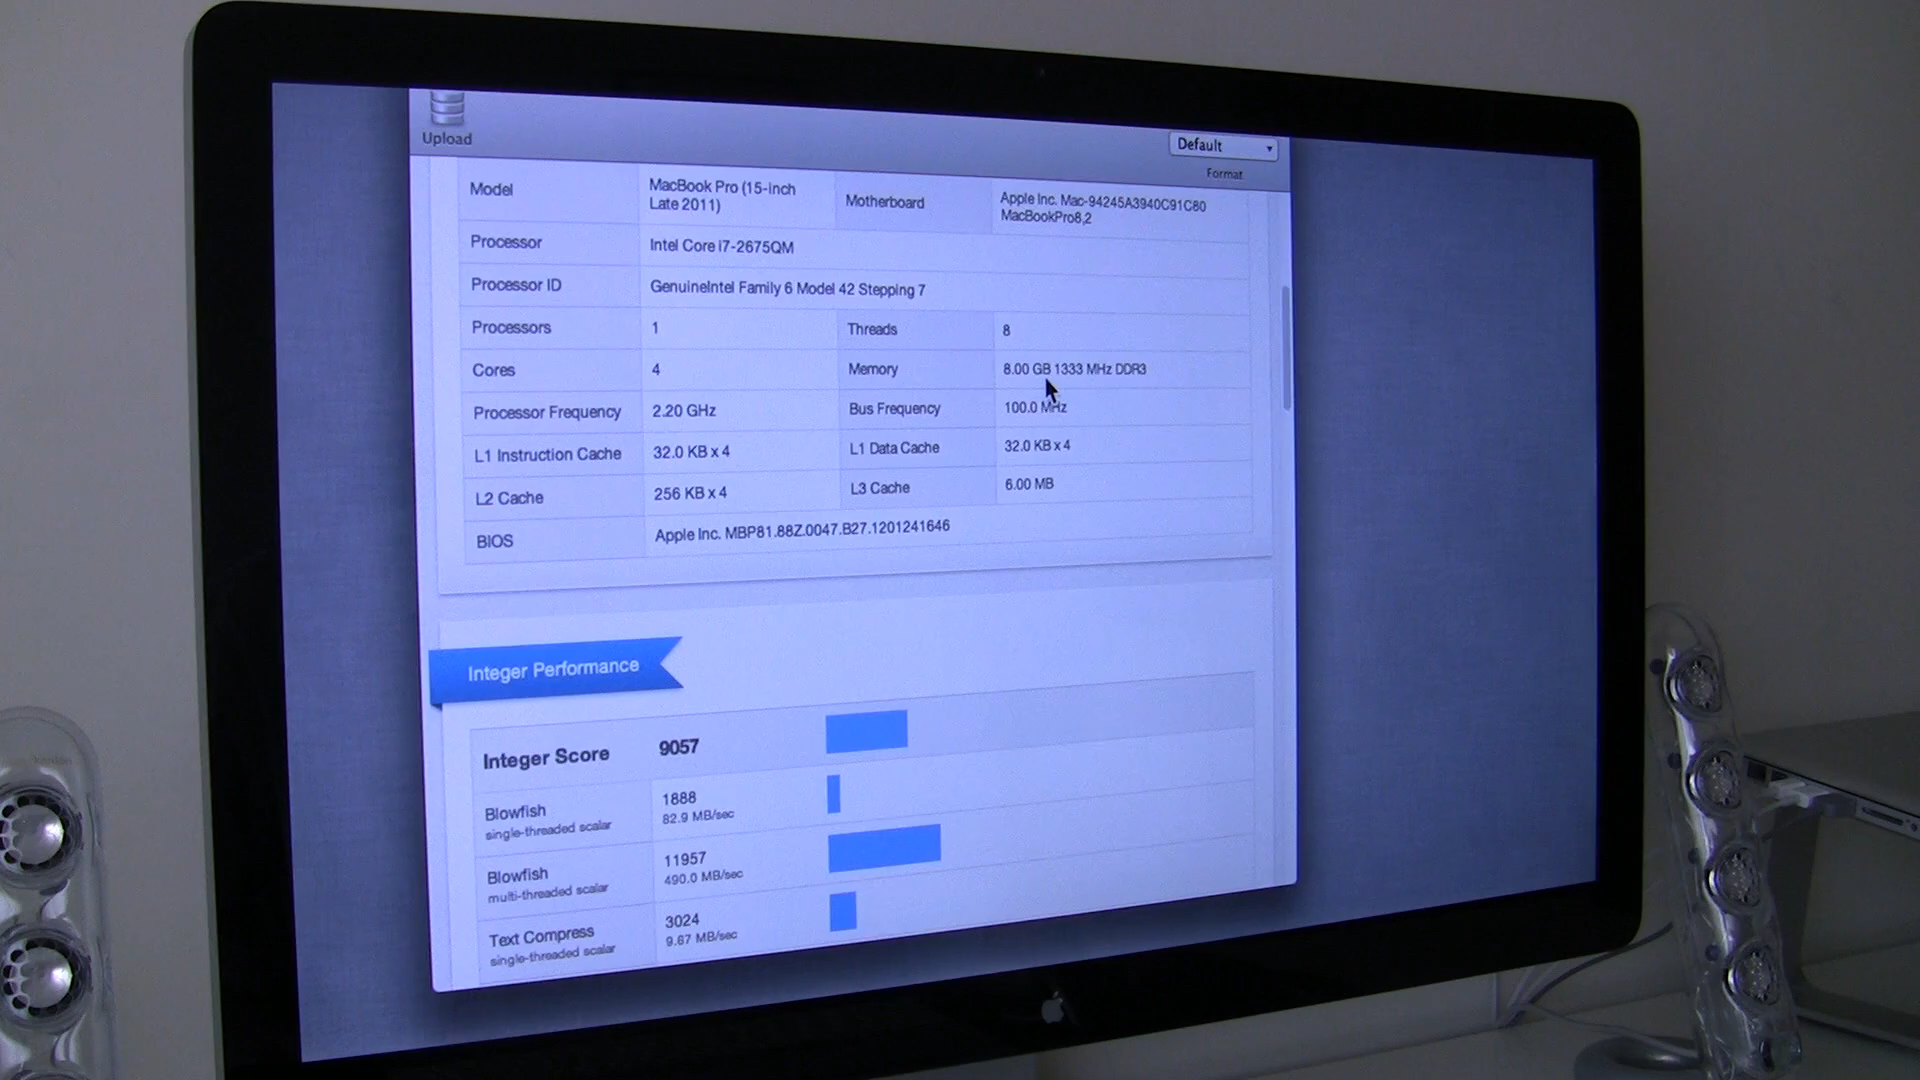 Upload
Default
Format
Model
MacBook Pro (15-inch
Late 2011)
Motherboard
Apple Inc. Mac-94245A3940C91C80
MacBookPro8,2
Processor
Intel Core i7-2675QM
Processor ID
GenuineIntel Family 6 Model 42 Stepping 7
Processors
1
Threads
8
Cores
4
Memory
8.00 GB 1333 MHz DDR3
Processor Frequency
2.20 GHz
Bus Frequency
100.0 MHz
L1 Instruction Cache
32.0 KB x 4
L1 Data Cache
32.0 KB x 4
L2 Cache
256 KB x 4
L3 Cache
6.00 MB
BIOS
Apple Inc. MBP81.88Z.0047.B27.1201241646
Integer Performance
Integer Score
9057
Blowfish
single-threaded scalar
1888
82.9 MB/sec
Blowfish
multi-threaded scalar
11957
490.0 MB/sec
Text Compress
single-threaded scalar
3024
9.67 MB/sec